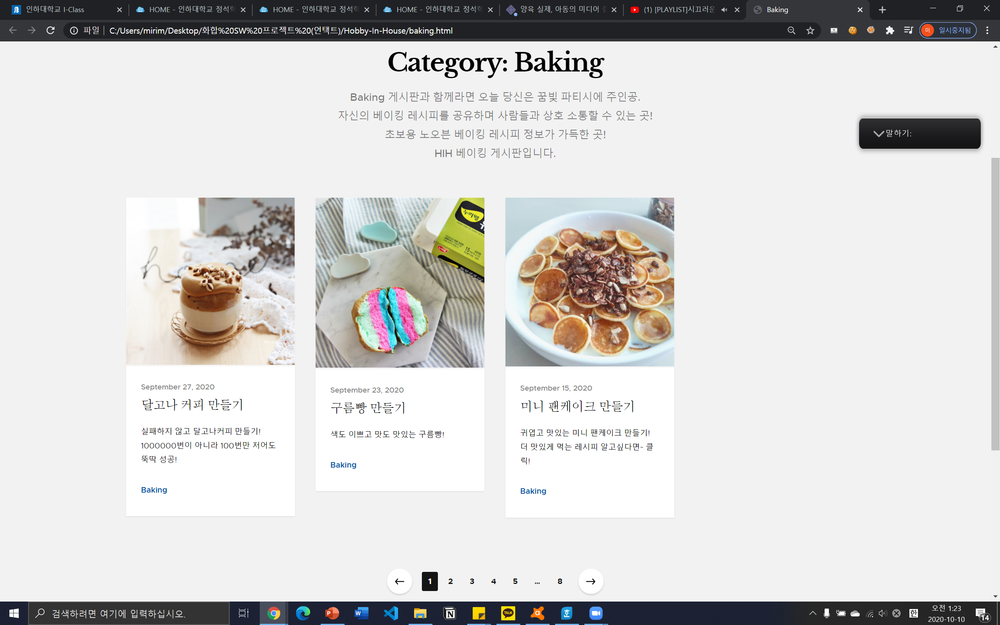 인하대학교 I-Class
HOME - 인하대학교 정석학
HOME - 인하대학교 정석학
HOME - 인하대학교 정석학
양육 실제, 아동의 미디어 중
(1) [PLAYLIST]시끄러운
Baking
파일
C:/Users/mirim/Desktop/화합%20SW%20프로젝트%20(언택트)/Hobby-In-House/baking.html
미 일시중지됨
Category: Baking
Baking 게시판과 함께라면 오늘 당신은 꿈빛 파티시에 주인공.
자신의 베이킹 레시피를 공유하며 사람들과 상호 소통할 수 있는 곳!
초보용 노오븐 베이킹 레시피 정보가 가득한 곳!
HIH 베이킹 게시판입니다.
말하기:
누리웰
유
15
누리웰
September 27, 2020
달고나 커피 만들기
실패하지 않고 달고나커피 만들기!
1000000번이 아니라 100번만 저어도
뚝딱 성공!
Baking
September 23, 2020
구름빵 만들기
색도 이쁘고 맛도 맛있는 구름빵!
Baking
September 15, 2020
미니 팬케이크 만들기
귀엽고 맛있는 미니 팬케이크 만들기!
더 맛있게 먹는 레시피 알고싶다면~ 클
릭!
Baking
1 2 3 4 5 ... 8
검색하려면 여기에 입력하십시오.
TALK
한
오전 1:23
2020-10-10
14